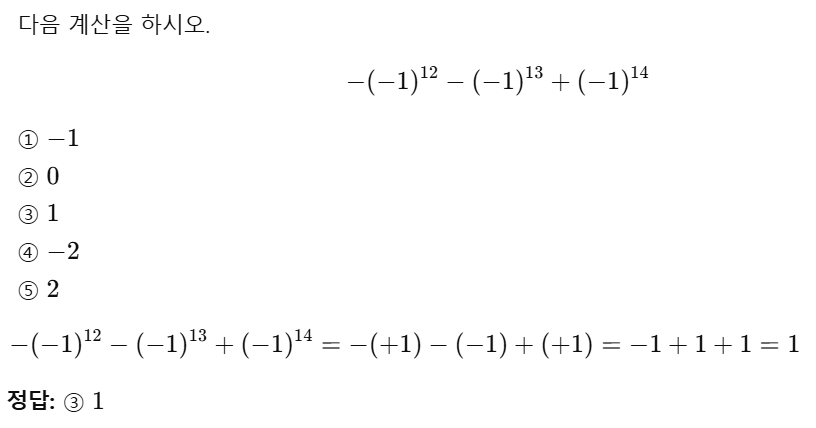 다음 계산을 하시오.
−(−1)¹² − (−1)¹³ + (−1)¹⁴
① −1
② 0
③ 1
④ −2
⑤ 2
−(−1)¹² − (−1)¹³ + (−1)¹⁴ = −(+1) − (−1) + (+1) = −1 + 1 + 1 = 1
정답: ③ 1